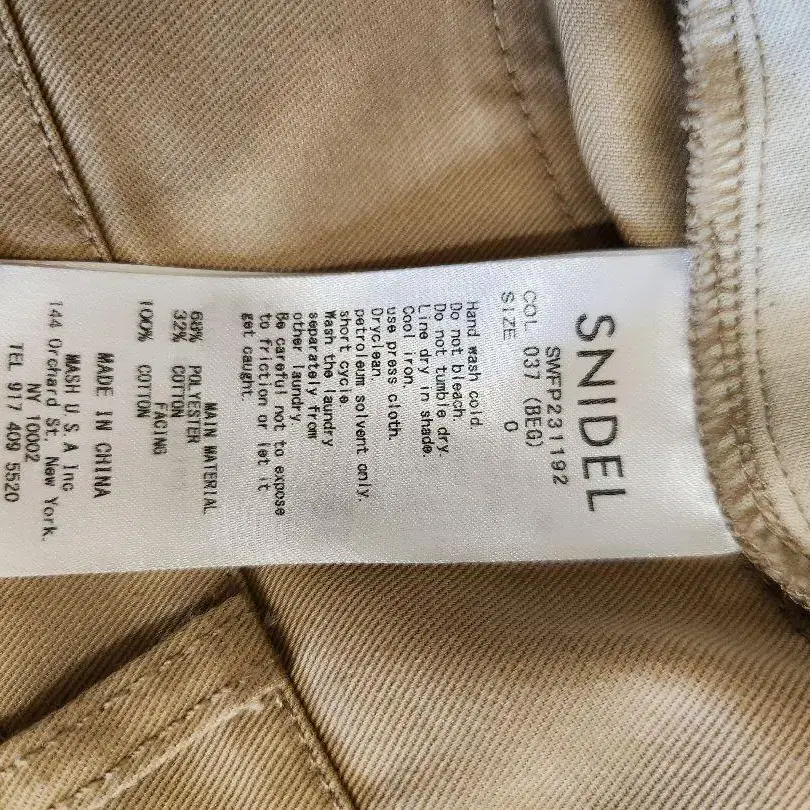 SNIDEL
SWFP231192
COL 037 (BEG)
SIZE 0
Hand wash cold.
Do not bleach.
Do not tumble dry.
Line dry in shade.
Cool iron.
use press cloth.
Dryclean.
petroleum solvent only.
short cycle.
Wash the laundry
separately from
other laundry
Be careful not to expose
to friction or let it
get caught.
MAIN MATERIAL
68% POLYESTER
32% COTTON
FACING
100% COTTON
MADE IN CHINA
MASH U S. A Inc
144 Orchard St. New York.
NY 10002
TEL 917 409 5520